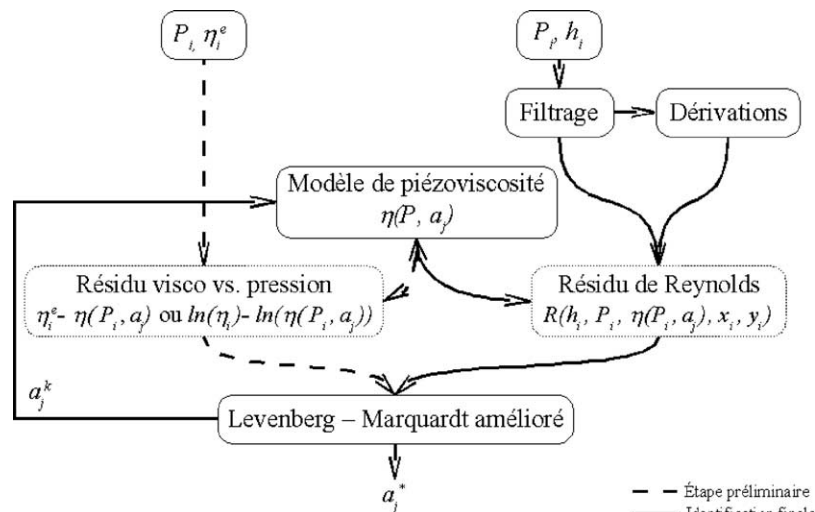 P_i, η_i^e
P_i, h_i
Filtrage
Dérivations
Modèle de piézoviscosité
η(P, a_j)
Résidu visco vs. pression
η_i^e- η(P_i, a_j) ou ln(η_i)- ln(η(P_i, a_j))
Résidu de Reynolds
R(h_i, P_i, η(P_i, a_j), x_i, y_i)
a_j^k
Levenberg – Marquardt amélioré
a_j^*
Étape préliminaire
Identification finale